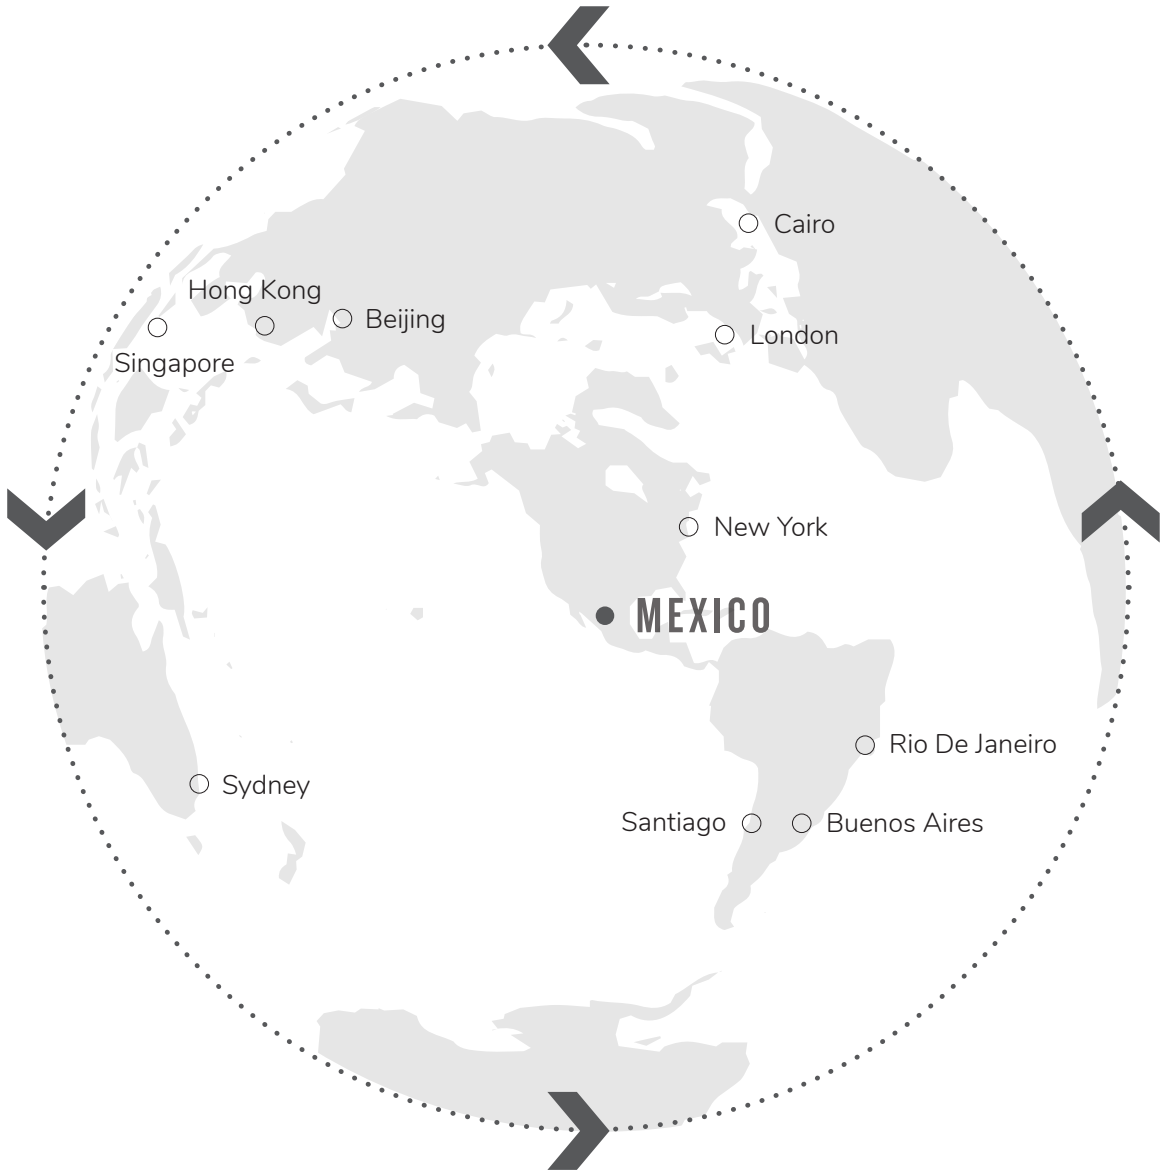 Cairo
Hong Kong
Beijing
London
Singapore
New York
MEXICO
Rio De Janeiro
Sydney
Santiago
Buenos Aires